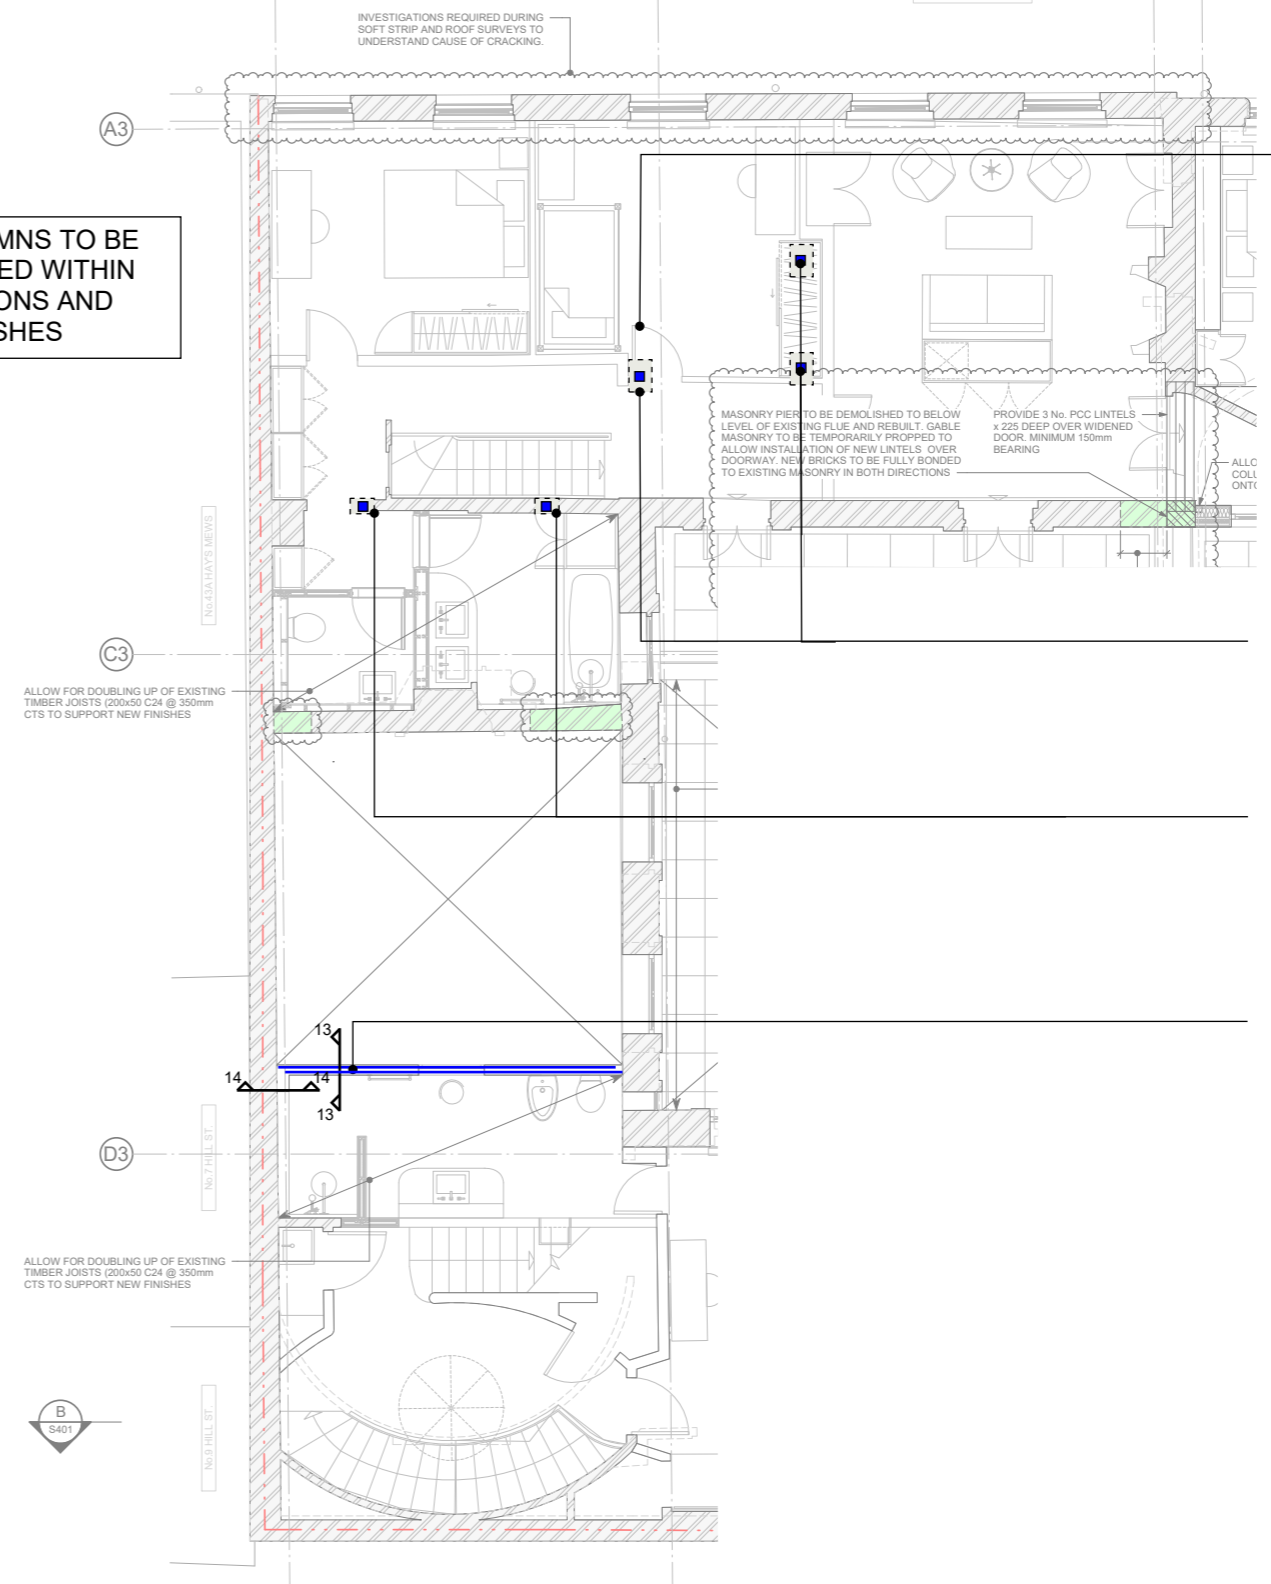 INVESTIGATIONS REQUIRED DURING
SOFT STRIP AND ROOF SURVEYS TO
UNDERSTAND CAUSE OF CRACKING.
A3
MNS TO BE
ED WITHIN
ONS AND
SHES
MASONRY PIER TO BE DEMOLISHED TO BELOW
LEVEL OF EXISTING FLUE AND REBUILT. GABLE
MASONRY TO BE TEMPORARILY PROPPED TO
ALLOW INSTALLATION OF NEW LINTELS OVER
DOORWAY. NEW BRICKS TO BE FULLY BONDED
TO EXISTING MASONRY IN BOTH DIRECTIONS
PROVIDE 3 No. PCC LINTELS
x 225 DEEP OVER WIDENED
DOOR. MINIMUM 150mm
BEARING
ALLO
COLU
ONTO
No.43A HAY'S MEWS
C3
ALLOW FOR DOUBLING UP OF EXISTING
TIMBER JOISTS (200x50 C24 @ 350mm
CTS TO SUPPORT NEW FINISHES
13
14
14
13
D3
No.7 HILL ST.
ALLOW FOR DOUBLING UP OF EXISTING
TIMBER JOISTS (200x50 C24 @ 350mm
CTS TO SUPPORT NEW FINISHES
B
S401
No.9 HILL ST.